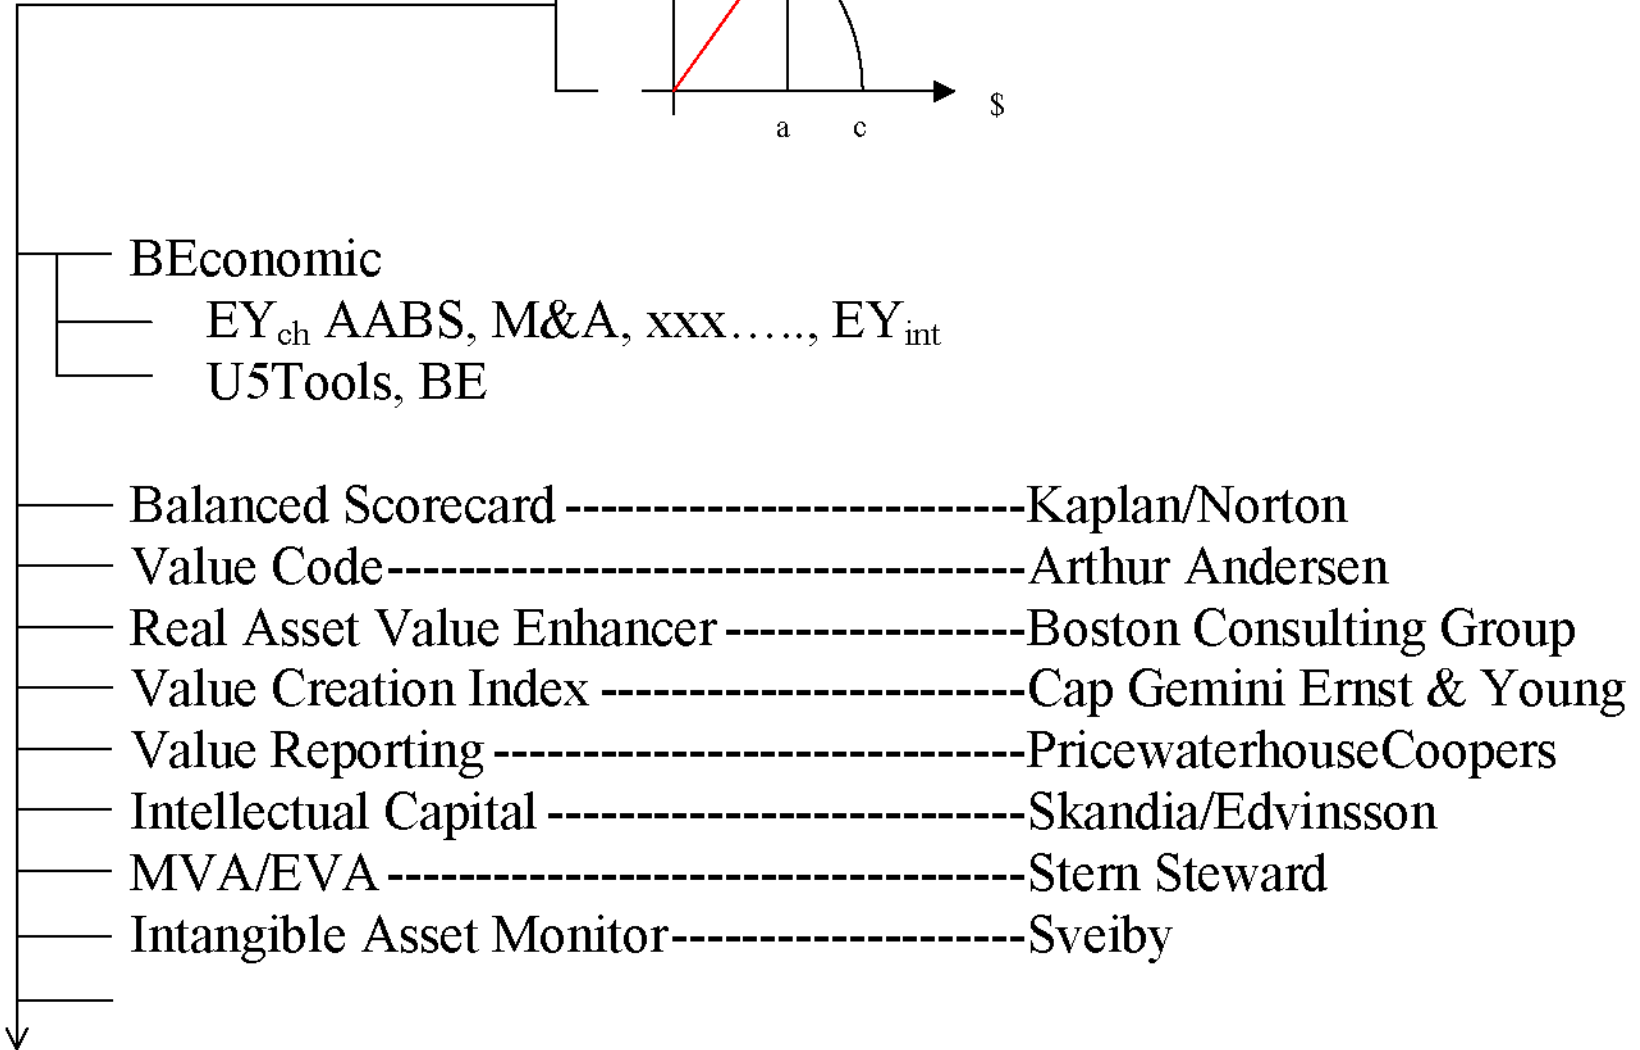 $
a c
BEconomic
EYch AABS, M&A, xxx….., EYint
U5Tools, BE
Balanced Scorecard -------------------------Kaplan/Norton
Value Code-----------------------------------Arthur Andersen
Real Asset Value Enhancer ----------------Boston Consulting Group
Value Creation Index -----------------------Cap Gemini Ernst & Young
Value Reporting -----------------------------PricewaterhouseCoopers
Intellectual Capital --------------------------Skandia/Edvinsson
MVA/EVA -----------------------------------Stern Steward
Intangible Asset Monitor-------------------Sveiby